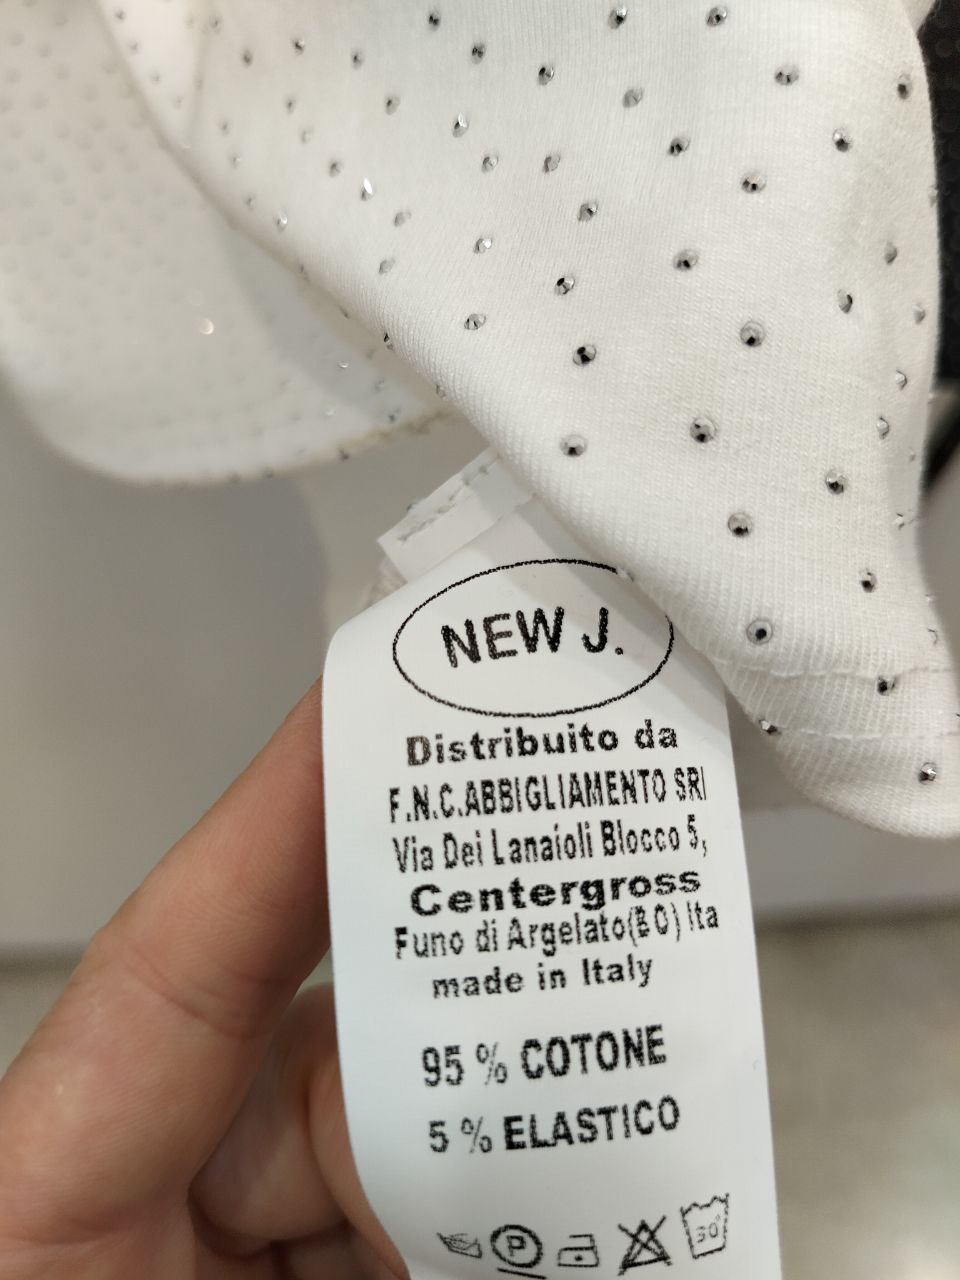 NEW J.
Distribuito da
F.N.C.ABBIGLIAMENTO SRl
Via Dei Lanaioli Blocco 5,
Centergross
Funo di Argelato(BO) Ita
made in Italy
95 % COTONE
5 % ELASTICO
P 30°